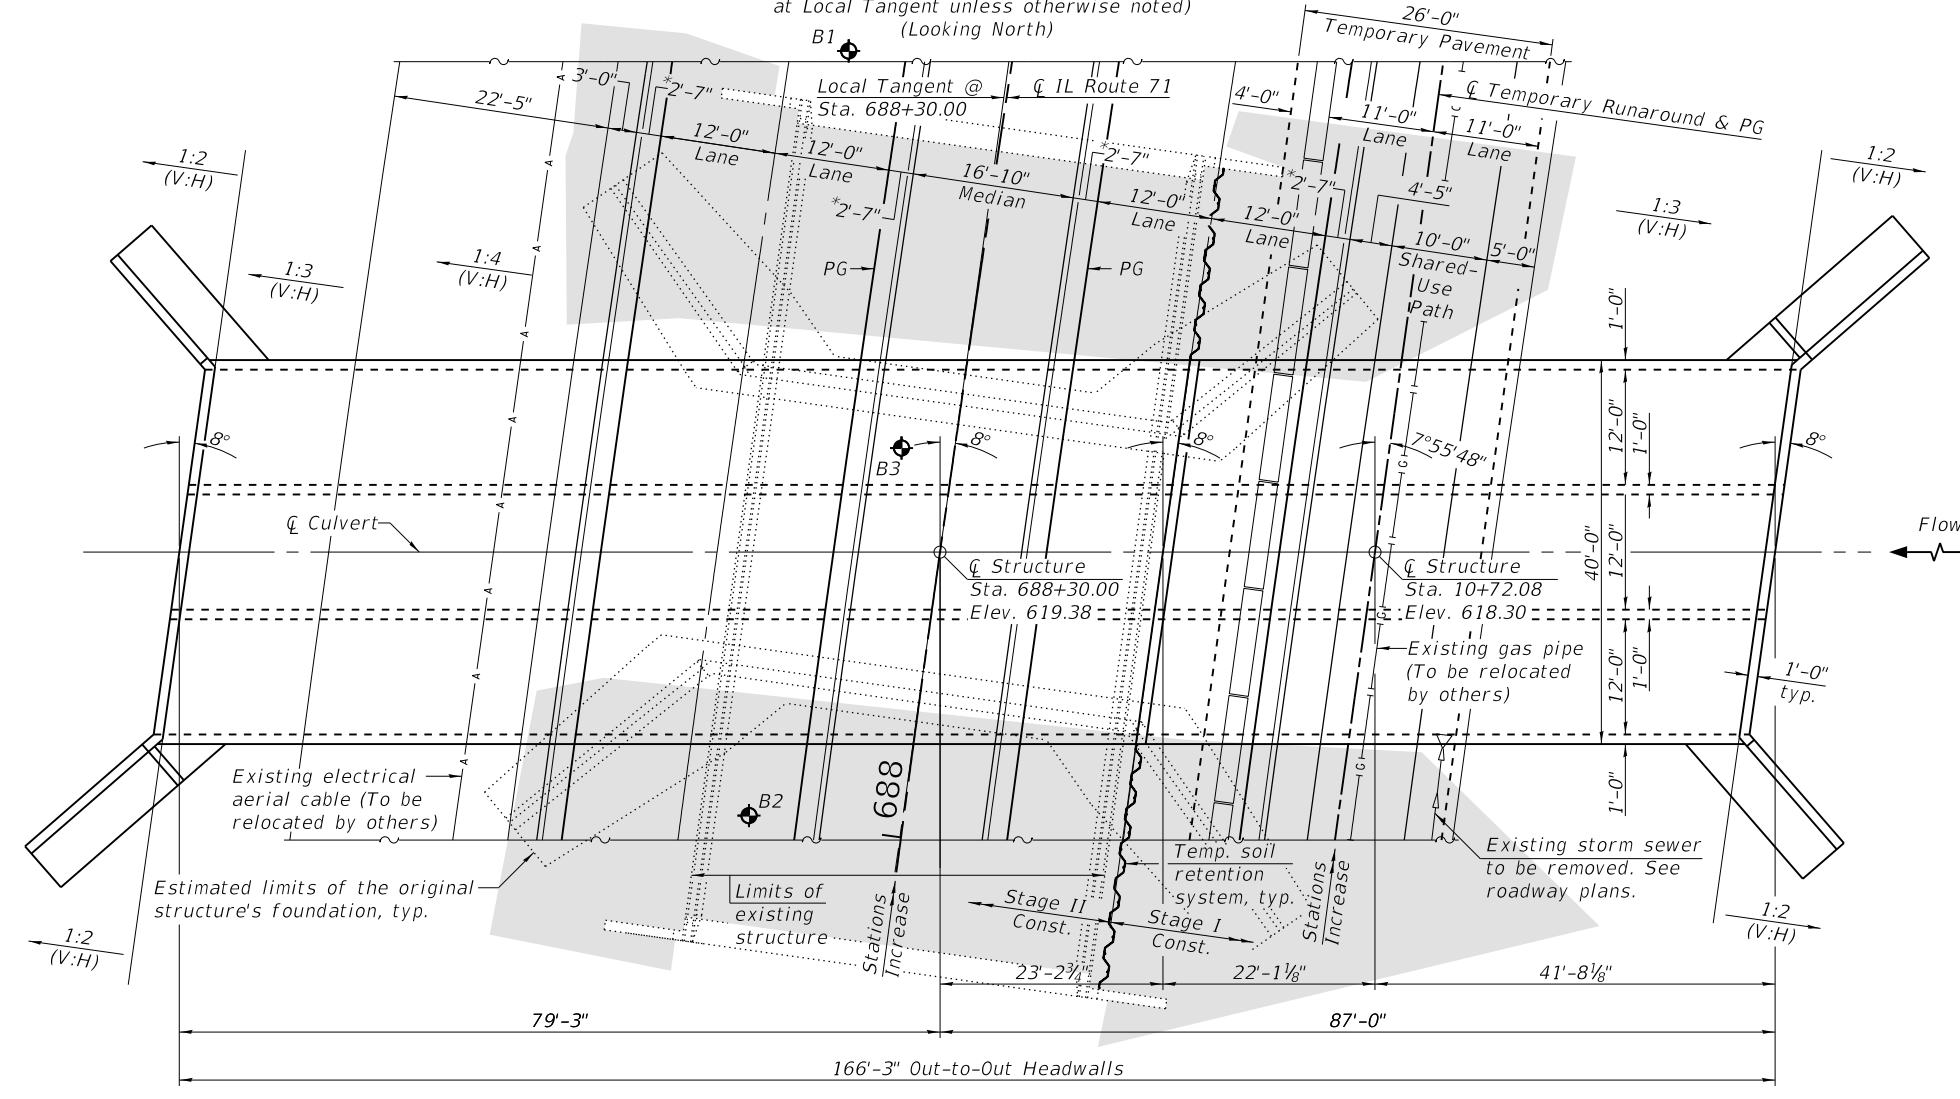 at Local Tangent unless otherwise noted)
(Looking North)
B1
26'-0"
Temporary Pavement
3'-0"
*2'-7"
22'-5"
Local Tangent @
Sta. 688+30.00
℄ IL Route 71
4'-0"
℄ Temporary Runaround & PG
11'-0"
Lane
11'-0"
Lane
12'-0"
Lane
12'-0"
Lane
*2'-7"
16'-10"
Median
*2'-7"
12'-0"
Lane
12'-0"
Lane
*2'-7"
4'-5"
10'-0"
Shared-
Use
Path
5'-0"
1:2
(V:H)
1:3
(V:H)
1:4
(V:H)
1:2
(V:H)
1:3
(V:H)
PG
PG
A
A
A
A
A
A
A
A
A
A
1'-0"
8°
8°
8°
7°55'48"
8°
B3
G
℄ Culvert
12'-0"
1'-0"
12'-0"
40'-0"
12'-0"
1'-0"
1'-0"
Flow
℄ Structure
Sta. 688+30.00
Elev. 619.38
℄ Structure
Sta. 10+72.08
Elev. 618.30
G
Existing gas pipe
(To be relocated
by others)
1'-0"
typ.
G
Existing electrical
aerial cable (To be
relocated by others)
688
B2
Existing storm sewer
to be removed. See
roadway plans.
Temp. soil
retention
system, typ.
Estimated limits of the original
structure's foundation, typ.
Limits of
existing
structure
Stations
Increase
Stage II
Const.
Stage I
Const.
Stations
Increase
1:2
(V:H)
1:2
(V:H)
23'-2¾"
22'-1⅛"
41'-8⅛"
79'-3"
87'-0"
166'-3" Out-to-Out Headwalls